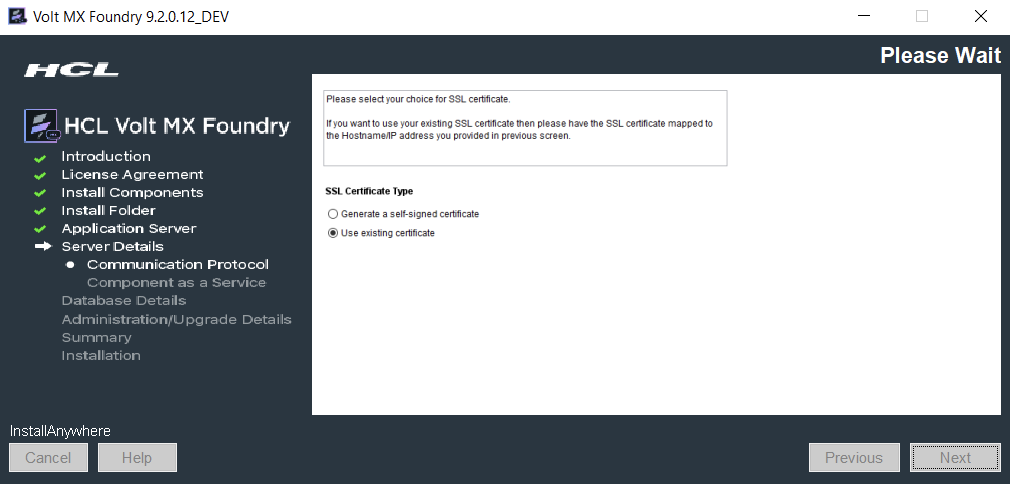 Volt MX Foundry 9.2.0.12_DEV
Please Wait
HCL
HCL Volt MX Foundry
Introduction
License Agreement
Install Components
Install Folder
Application Server
Server Details
Communication Protocol
Component as a Service
Database Details
Administration/Upgrade Details
Summary
Installation
Please select your choice for SSL certificate.
If you want to use your existing SSL certificate then please have the SSL certificate mapped to
the Hostname/IP address you provided in previous screen.
SSL Certificate Type
Generate a self-signed certificate
Use existing certificate
InstallAnywhere
Cancel
Help
Previous
Next